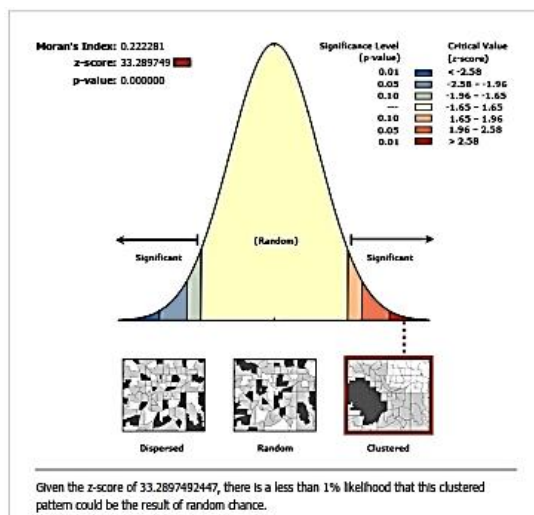 Moran's Index: 0.222281
z-score: 33.289749
p-value: 0.000000
Significance Level
(p-value)
Critical Value
(z-score)
0.01 < -2.58
0.05 -2.58 – -1.96
0.10 -1.96 – -1.65
--- -1.65 – 1.65
0.10 1.65 – 1.96
0.05 1.96 – 2.58
0.01 > 2.58
Significant
(Random)
Significant
Dispersed
Random
Clustered
Given the z-score of 33.2897492447, there is a less than 1% likelihood that this clustered
pattern could be the result of random chance.